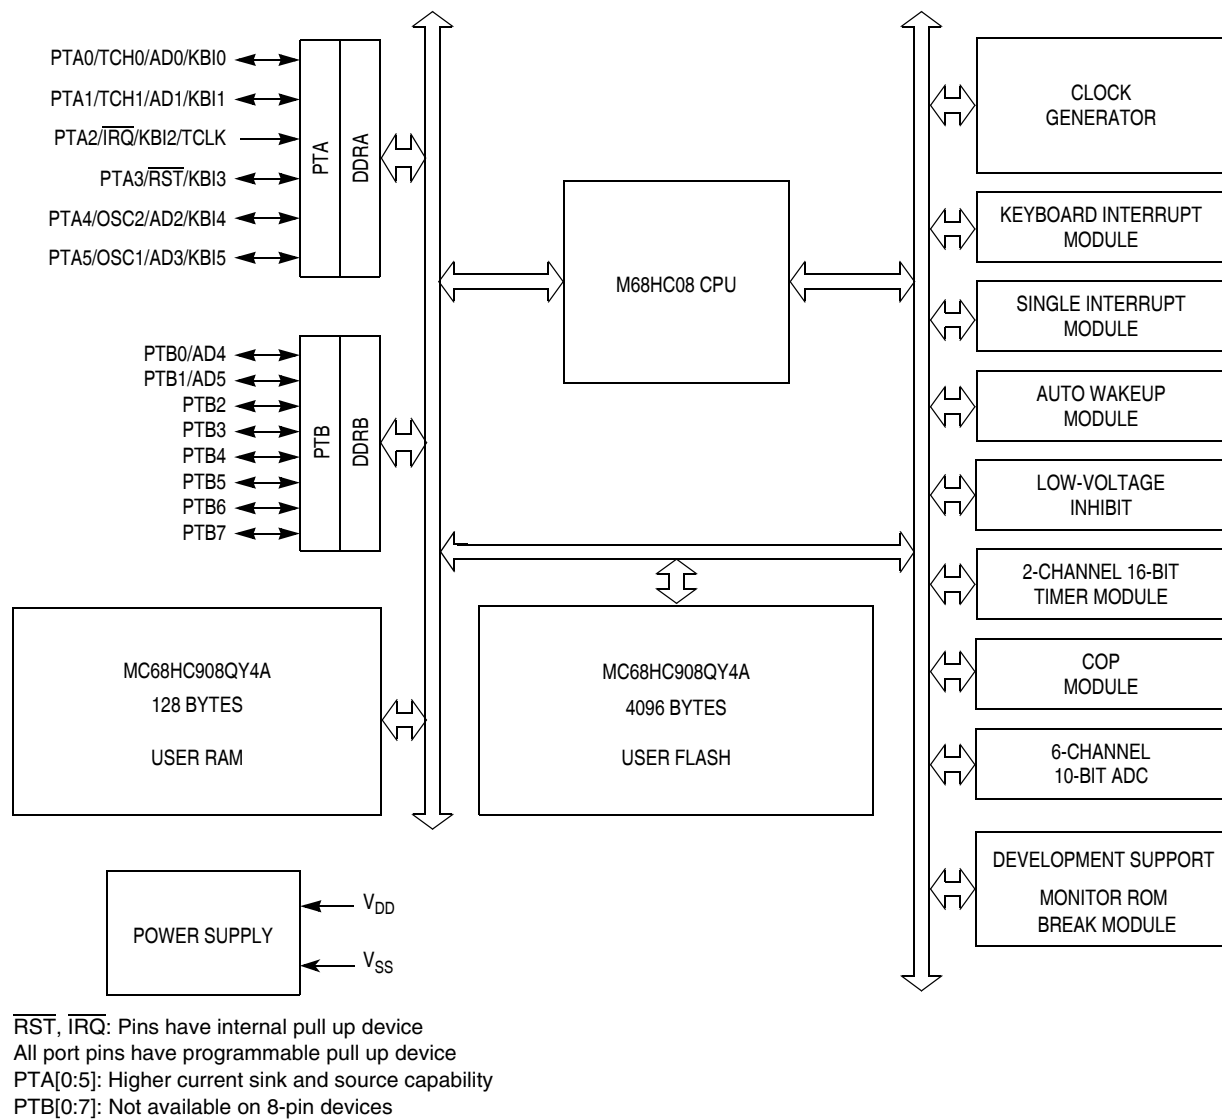 PTA0/TCH0/AD0/KBI0
PTA1/TCH1/AD1/KBI1
PTA2/IRQ/KBI2/TCLK
PTA3/RST/KBI3
PTA4/OSC2/AD2/KBI4
PTA5/OSC1/AD3/KBI5
PTA
DDRA
PTB0/AD4
PTB1/AD5
PTB2
PTB3
PTB4
PTB5
PTB6
PTB7
PTB
DDRB
M68HC08 CPU
CLOCK
GENERATOR
KEYBOARD INTERRUPT
MODULE
SINGLE INTERRUPT
MODULE
AUTO WAKEUP
MODULE
LOW-VOLTAGE
INHIBIT
2-CHANNEL 16-BIT
TIMER MODULE
COP
MODULE
6-CHANNEL
10-BIT ADC
DEVELOPMENT SUPPORT
MONITOR ROM
BREAK MODULE
MC68HC908QY4A
128 BYTES
USER RAM
MC68HC908QY4A
4096 BYTES
USER FLASH
POWER SUPPLY
VDD
VSS
RST, IRQ: Pins have internal pull up device
All port pins have programmable pull up device
PTA[0:5]: Higher current sink and source capability
PTB[0:7]: Not available on 8-pin devices